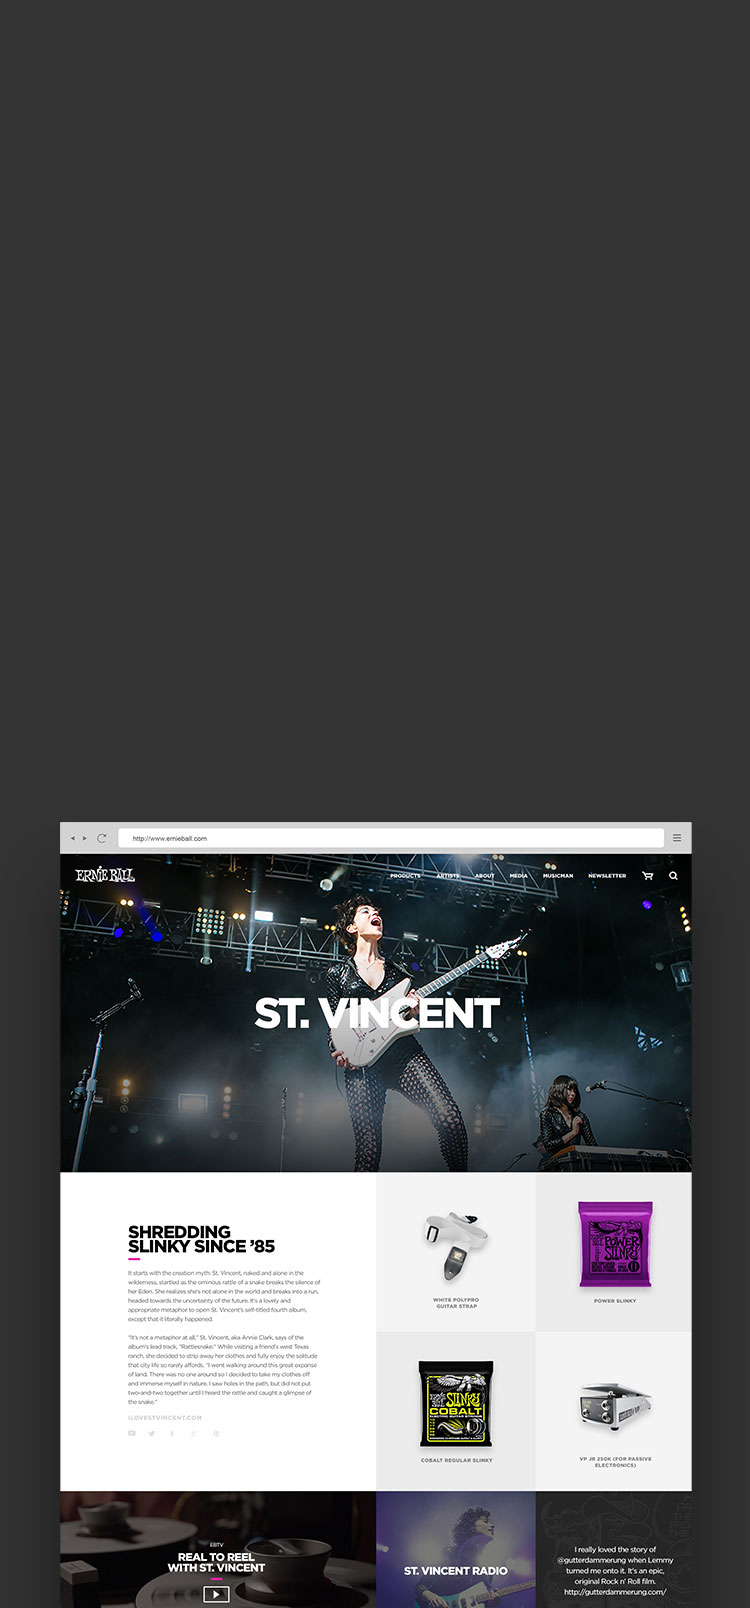 http://www.ernieball.com
ERNIE BALL
PRODUCTS ARTISTS ABOUT MEDIA MUSICMAN NEWSLETTER
ST. VINCENT
SHREDDING
SLINKY SINCE ’85
It starts with the creation myth: St. Vincent, naked and alone in the
wilderness, startled as the ominous rattle of a snake breaks the silence of
her Eden. She realizes she's not alone in the world and breaks into a run,
headed towards the uncertainty of the future. It's a lovely and
appropriate metaphor to open St. Vincent's self-titled fourth album,
except that it literally happened.
"It's not a metaphor at all," St. Vincent, aka Annie Clark, says of the
album's lead track, "Rattlesnake." While visiting a friend's west Texas
ranch, she decided to strip away her clothes and fully enjoy the solitude
that city life so rarely affords. "I went walking around this great expanse
of land. There was no one around so I decided to take my clothes off
and immerse myself in nature. I saw holes in the path, but did not put
two-and-two together until I heard the rattle and caught a glimpse of
the snake."
ILOVESTVINCENT.COM
WHITE POLYPRO
GUITAR STRAP
POWER
SLINKY
POWER SLINKY
SLINKY
COBALT
ELECTRIC GUITAR STRINGS
COBALT REGULAR SLINKY
VP JR 250K (FOR PASSIVE
ELECTRONICS)
EBTV
REAL TO REEL
WITH ST. VINCENT
ST. VINCENT RADIO
I really loved the story of
@gutterdammerung when Lemmy
turned me onto it. It's an epic,
original Rock n' Roll film.
http://gutterdammerung.com/